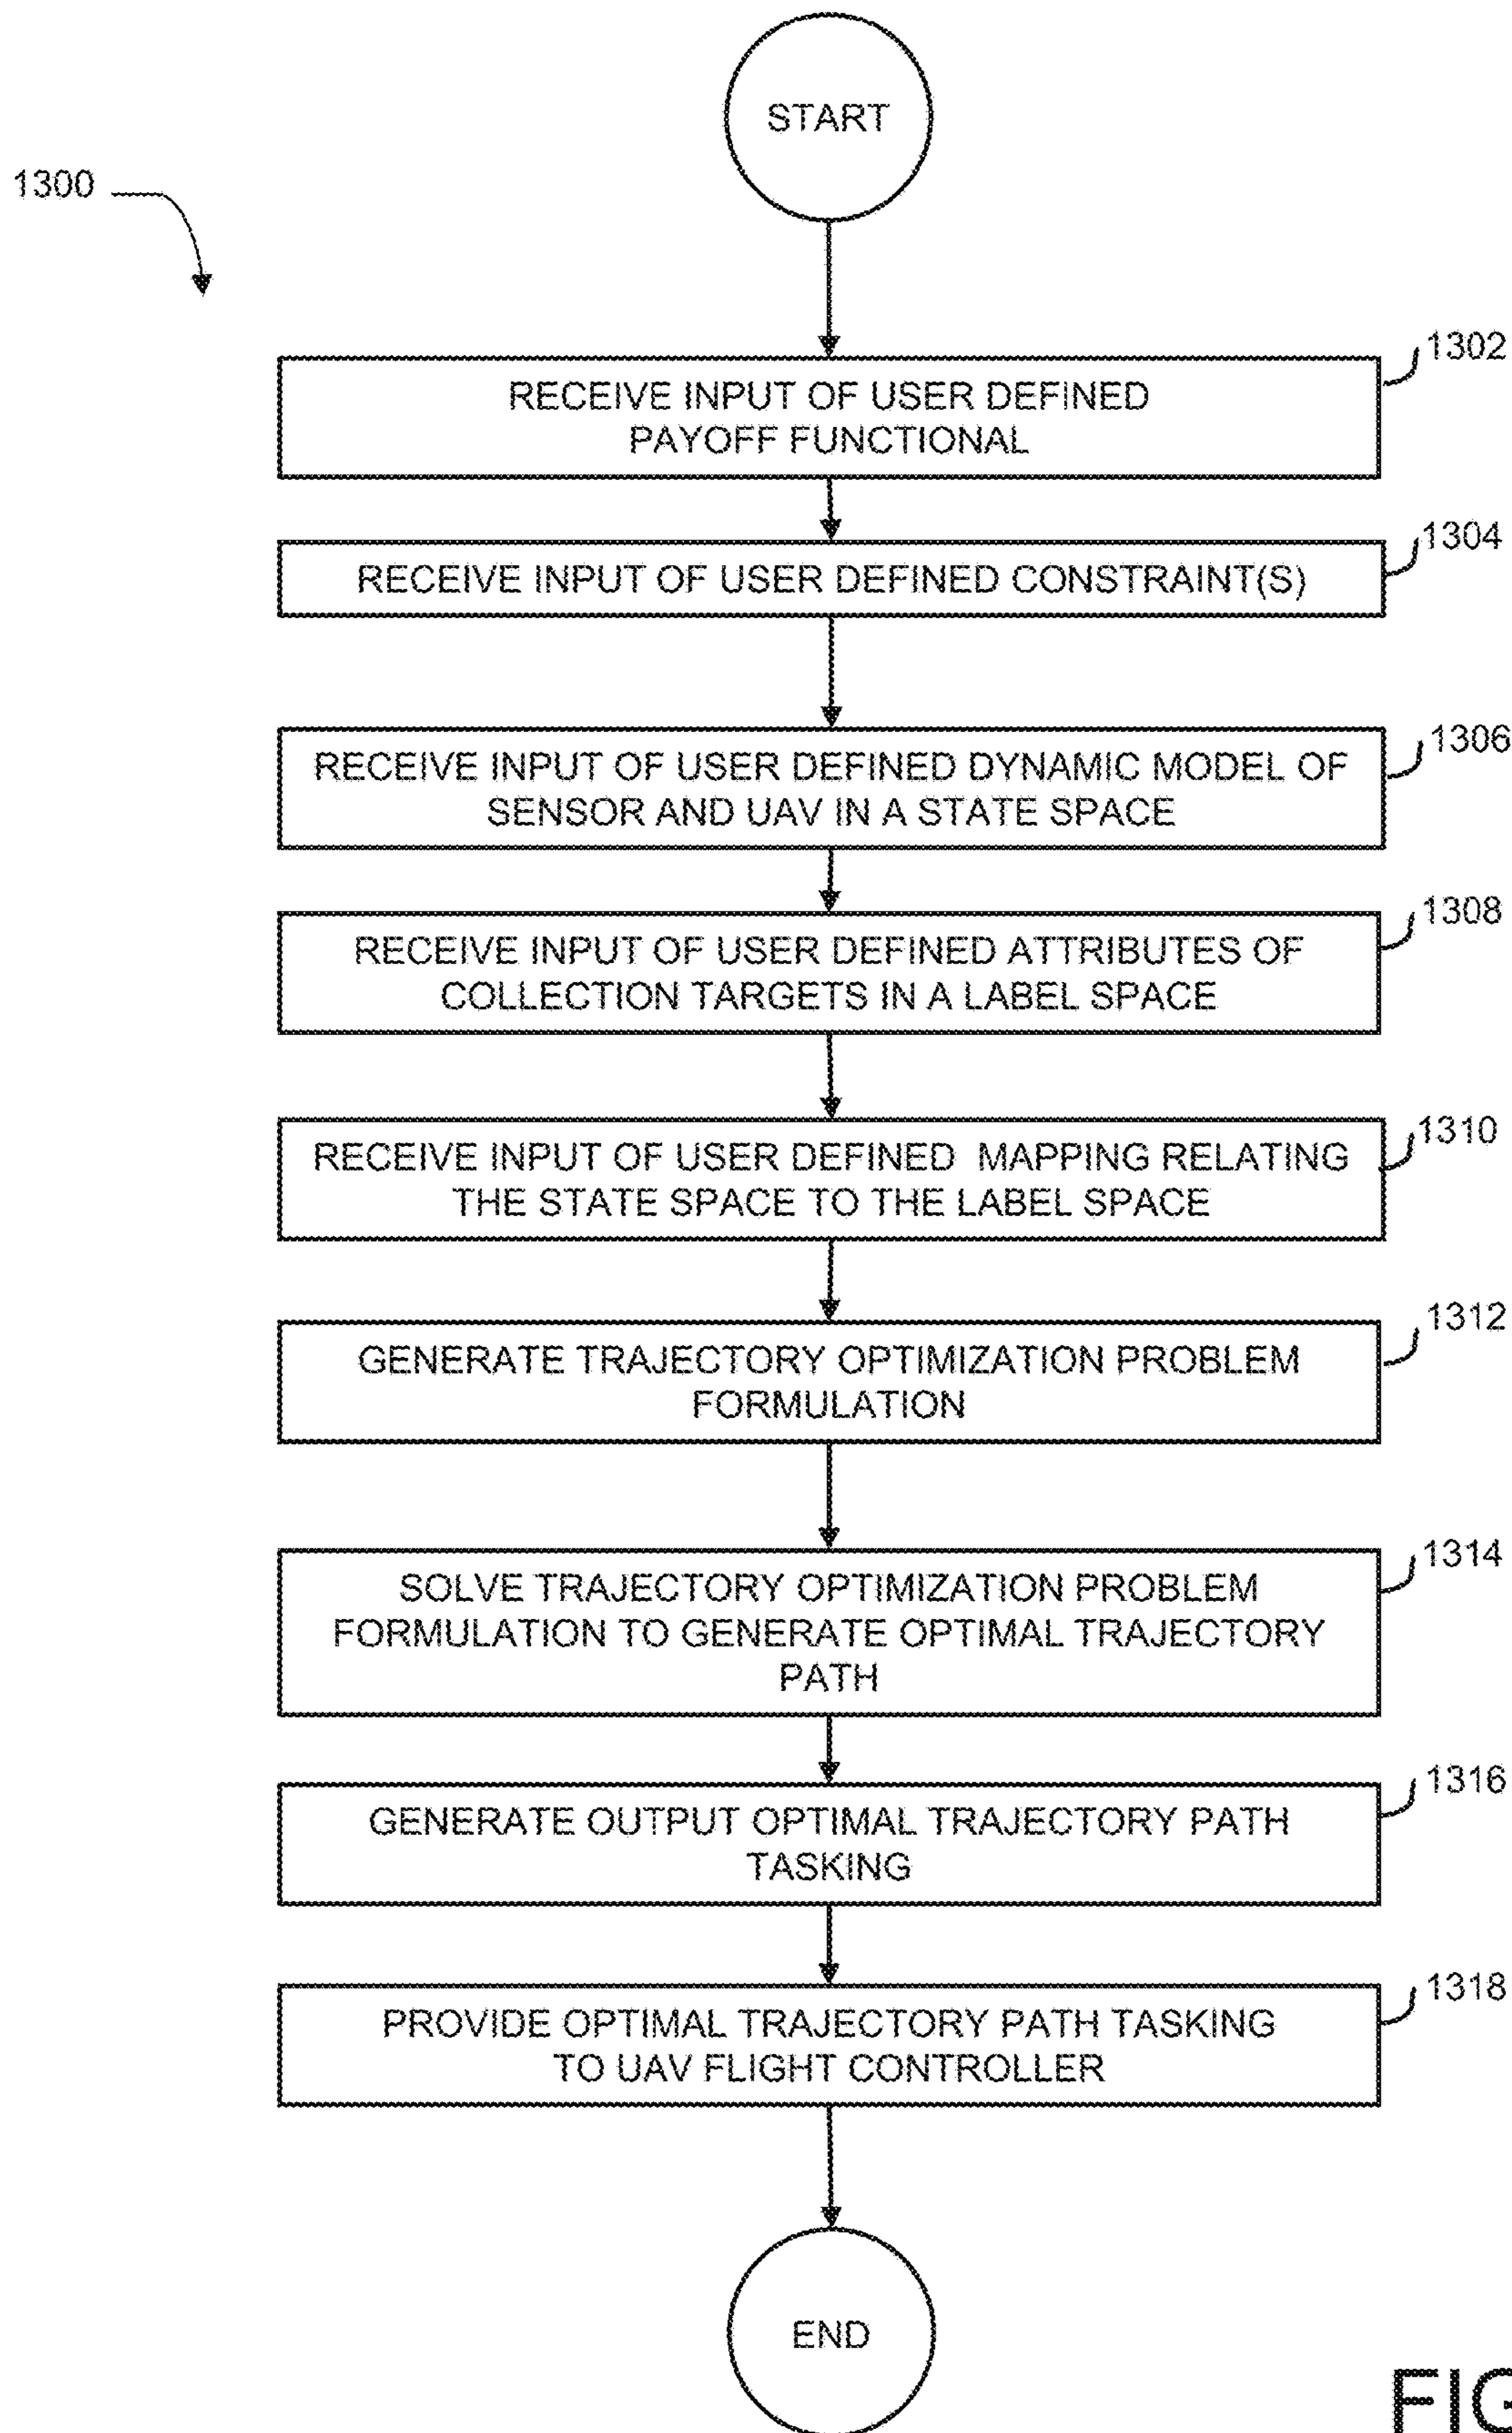 START
1300
1302
RECEIVE INPUT OF USER DEFINED
PAYOFF FUNCTIONAL
1304
RECEIVE INPUT OF USER DEFINED CONSTRAINT(S)
1306
RECEIVE INPUT OF USER DEFINED DYNAMIC MODEL OF
SENSOR AND UAV IN A STATE SPACE
1308
RECEIVE INPUT OF USER DEFINED ATTRIBUTES OF
COLLECTION TARGETS IN A LABEL SPACE
1310
RECEIVE INPUT OF USER DEFINED MAPPING RELATING
THE STATE SPACE TO THE LABEL SPACE
1312
GENERATE TRAJECTORY OPTIMIZATION PROBLEM
FORMULATION
1314
SOLVE TRAJECTORY OPTIMIZATION PROBLEM
FORMULATION TO GENERATE OPTIMAL TRAJECTORY
PATH
1316
GENERATE OUTPUT OPTIMAL TRAJECTORY PATH
TASKING
1318
PROVIDE OPTIMAL TRAJECTORY PATH TASKING
TO UAV FLIGHT CONTROLLER
END